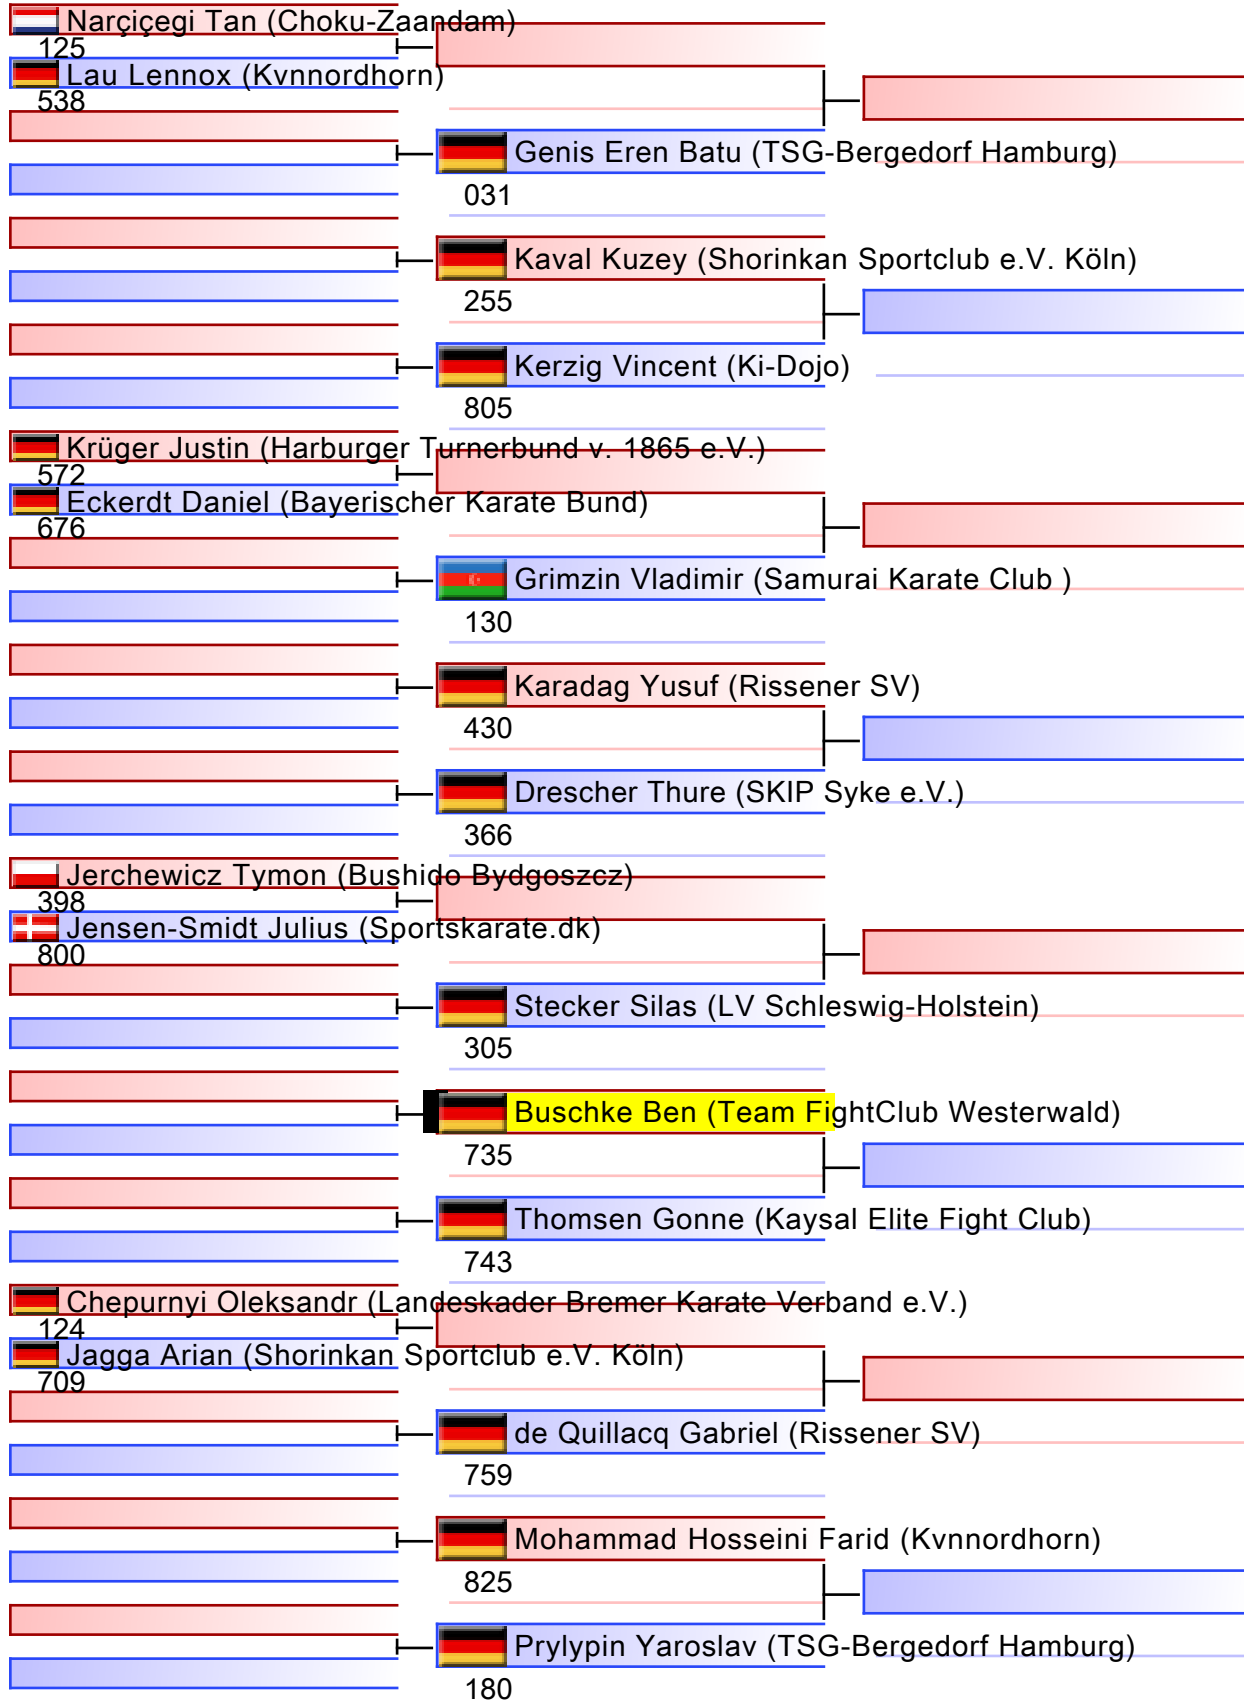 Narçiçegi Tan (Choku-Zaandam)
125
Lau Lennox (Kvnnordhorn)
538
Genis Eren Batu (TSG-Bergedorf Hamburg)
031
Kaval Kuzey (Shorinkan Sportclub e.V. Köln)
255
Kerzig Vincent (Ki-Dojo)
805
Krüger Justin (Harburger Turnerbund v. 1865 e.V.)
572
Eckerdt Daniel (Bayerischer Karate Bund)
676
Grimzin Vladimir (Samurai Karate Club )
130
Karadag Yusuf (Rissener SV)
430
Drescher Thure (SKIP Syke e.V.)
366
Jerchewicz Tymon (Bushido Bydgoszcz)
398
Jensen-Smidt Julius (Sportskarate.dk)
800
Stecker Silas (LV Schleswig-Holstein)
305
Buschke Ben (Team FightClub Westerwald)
735
Thomsen Gonne (Kaysal Elite Fight Club)
743
Chepurnyi Oleksandr (Landeskader Bremer Karate Verband e.V.)
124
Jagga Arian (Shorinkan Sportclub e.V. Köln)
709
de Quillacq Gabriel (Rissener SV)
759
Mohammad Hosseini Farid (Kvnnordhorn)
825
Prylypin Yaroslav (TSG-Bergedorf Hamburg)
180